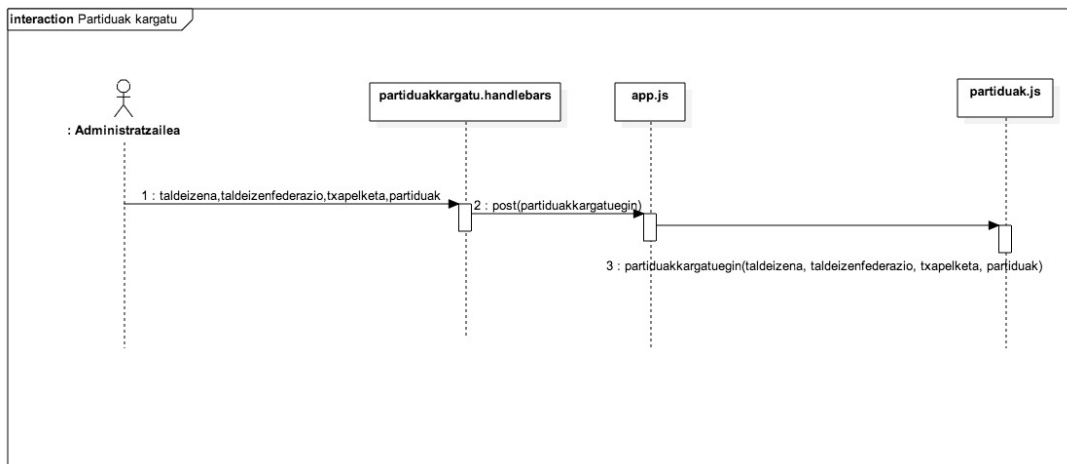 interaction Partiduak kargatu
partiduakkargatu.handlebars
app.js
partiduak.js
: Administratzailea
1 : taldeizena,taldeizenfederazio,txapelketa,partiduak
2 : post(partiduakkargatuegin)
3 : partiduakkargatuegin(taldeizena, taldeizenfederazio, txapelketa, partiduak)